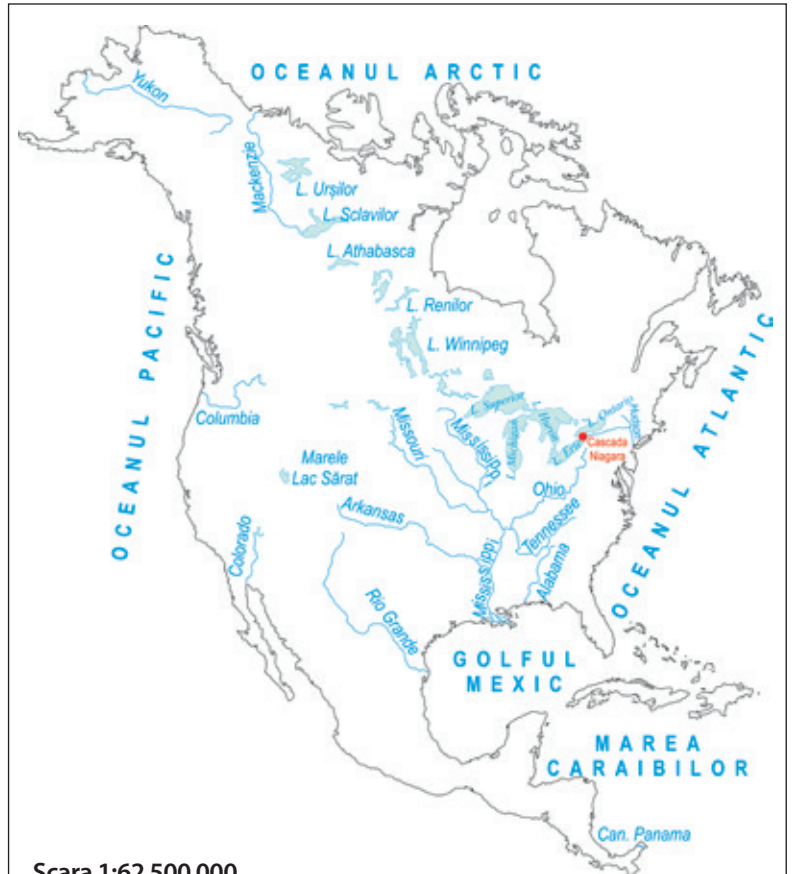 OCEANUL ARCTIC
Yukon
Mackenzie
L. Urșilor
L. Sclavilor
L. Athabasca
L. Renilor
L. Winnipeg
OCEANUL PACIFIC
OCEANUL ATLANTIC
Columbia
Missouri
Mississippi
L. Superior
L. Michigan
Huron
L. Ontario
L. Erie
Hudson
Cascada
Niagara
Marele
Lac Sărat
Ohio
Arkansas
Tennessee
Colorado
Mississippi
Alabama
Rio Grande
GOLFUL
MEXIC
MAREA
CARAIBILOR
Can. Panama
Scara 1:62 500 000